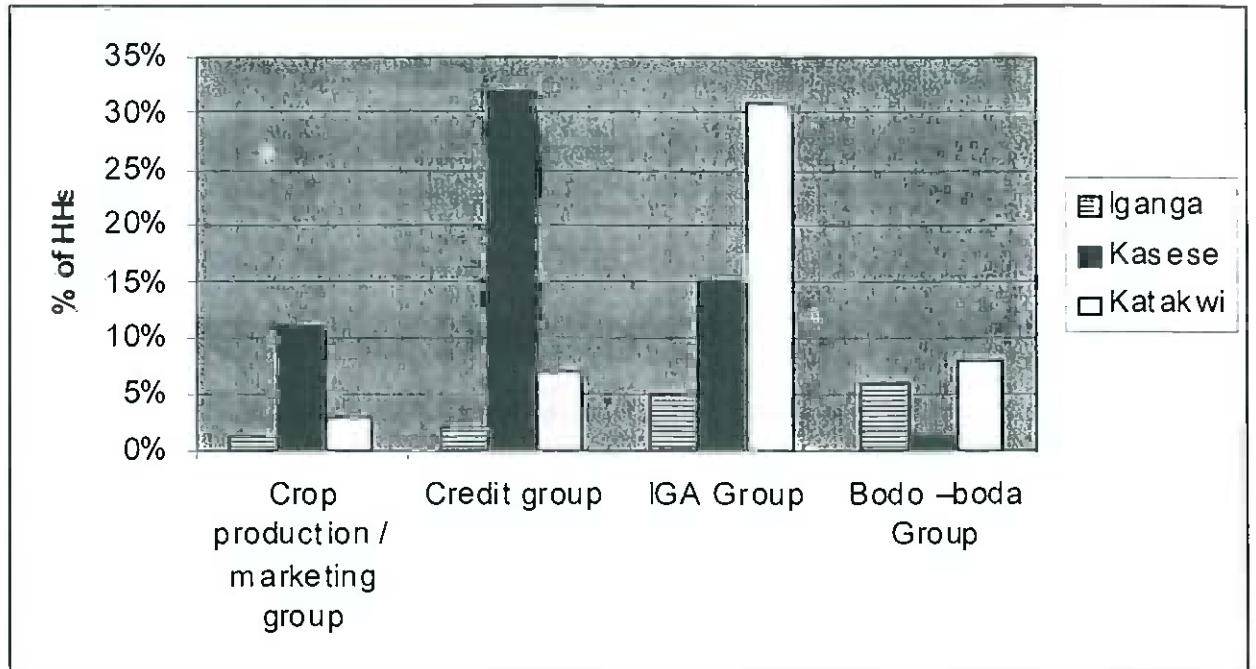 35%
30%
25%
20%
15%
10%
5%
0%
% of HHs
Crop
production /
marketing
group
Credit group
IGA Group
Bodo –boda
Group
Iganga
Kasese
Katakwi